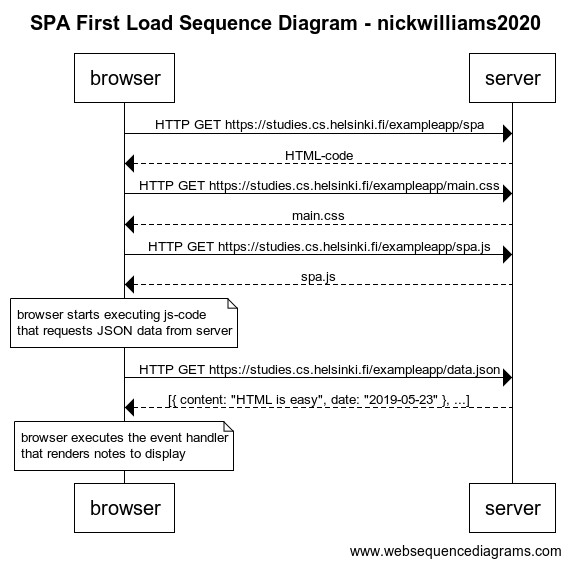 SPA First Load Sequence Diagram - nickwilliams2020
browser
server
HTTP GET https://studies.cs.helsinki.fi/exampleapp/spa
HTML-code
HTTP GET https://studies.cs.helsinki.fi/exampleapp/main.css
main.css
HTTP GET https://studies.cs.helsinki.fi/exampleapp/spa.js
spa.js
browser starts executing js-code
that requests JSON data from server
HTTP GET https://studies.cs.helsinki.fi/exampleapp/data.json
[{ content: "HTML is easy", date: "2019-05-23" }, ...]
browser executes the event handler
that renders notes to display
browser
server
www.websequencediagrams.com